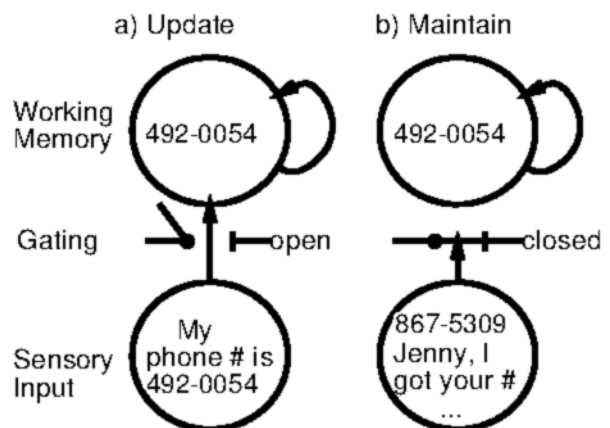 a) Update
b) Maintain
Working
Memory
492-0054
492-0054
Gating
open
closed
Sensory
Input
My
phone # is
492-0054
867-5309
Jenny, I
got your #
...